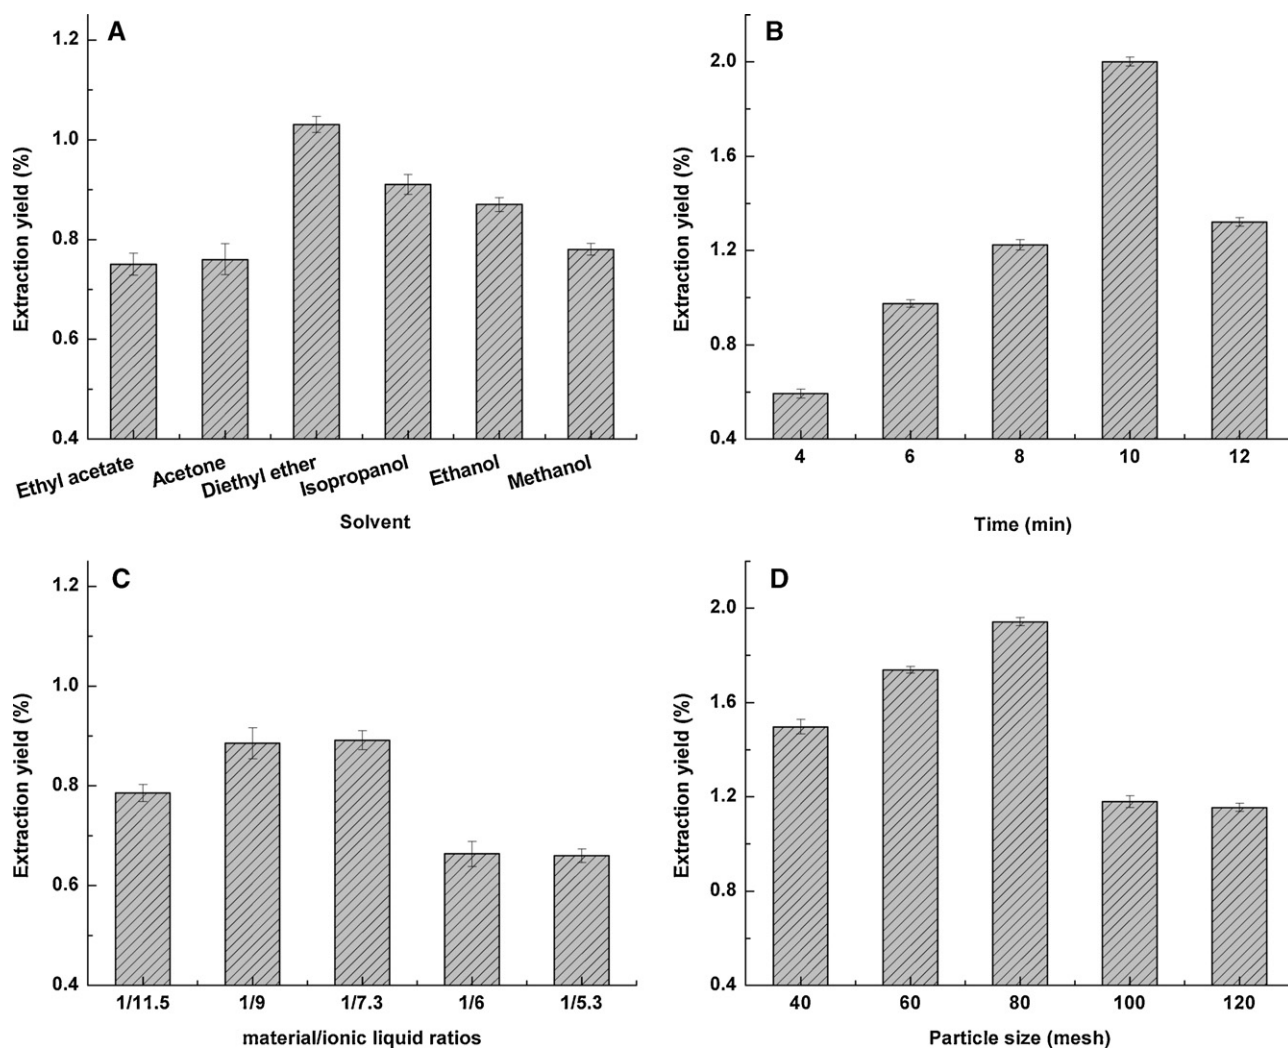 A
Extraction yield (%)
1.2
1.0
0.8
0.6
0.4
Ethyl acetate
Acetone
Diethyl ether
Isopropanol
Ethanol
Methanol
Solvent
B
Extraction yield (%)
2.0
1.6
1.2
0.8
0.4
4 6 8 10 12
Time (min)
C
Extraction yield (%)
1.2
1.0
0.8
0.6
0.4
1/11.5 1/9 1/7.3 1/6 1/5.3
material/ionic liquid ratios
D
Extraction yield (%)
2.0
1.6
1.2
0.8
0.4
40 60 80 100 120
Particle size (mesh)